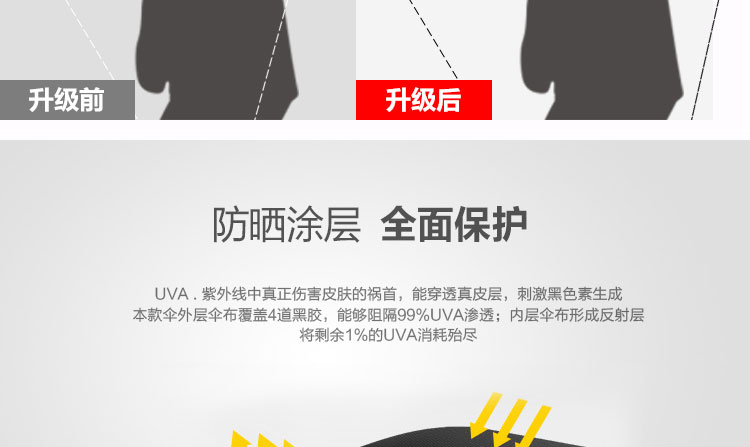 升级前
升级后
防晒涂层 全面保护
UVA . 紫外线中真正伤害皮肤的祸首，能穿透真皮层，刺激黑色素生成
本款伞外层伞布覆盖4道黑胶，能够阻隔99%UVA渗透；内层伞布形成反射层
将剩余1%的UVA消耗殆尽